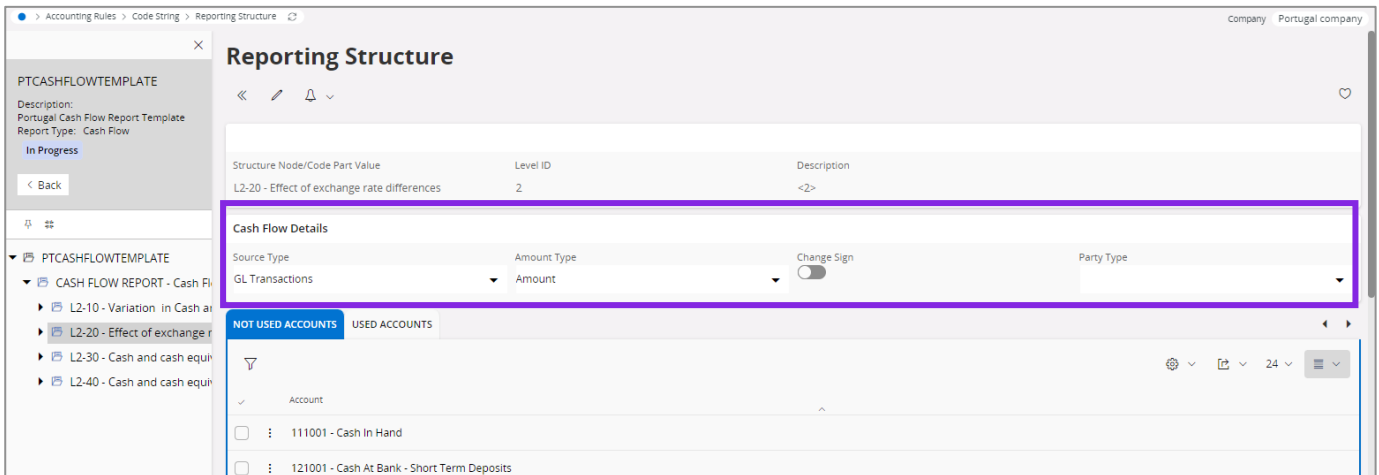 > Accounting Rules > Code String > Reporting Structure
Company Portugal company
PTCASHFLOWTEMPLATE
Description:
Portugal Cash Flow Report Template
Report Type: Cash Flow
In Progress
< Back
PTCASHFLOWTEMPLATE
CASH FLOW REPORT - Cash Fl
L2-10 - Variation in Cash a
L2-20 - Effect of exchange r
L2-30 - Cash and cash equi
L2-40 - Cash and cash equi
Reporting Structure
Structure Node/Code Part Value Level ID Description
L2-20 - Effect of exchange rate differences 2 <2>
Cash Flow Details
Source Type Amount Type Change Sign Party Type
GL Transactions Amount
NOT USED ACCOUNTS USED ACCOUNTS
24
Account
111001 - Cash In Hand
121001 - Cash At Bank - Short Term Deposits